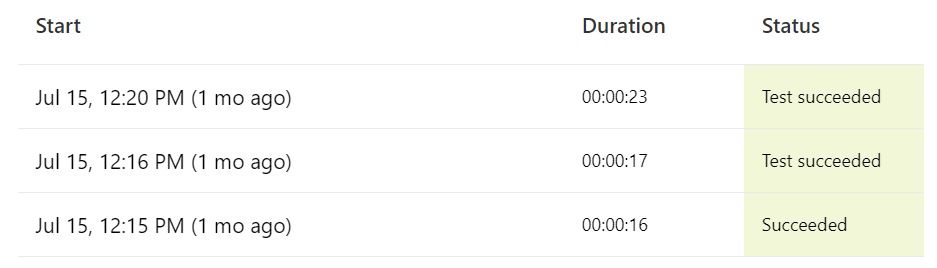 Start Duration Status
Jul 15, 12:20 PM (1 mo ago) 00:00:23 Test succeeded
Jul 15, 12:16 PM (1 mo ago) 00:00:17 Test succeeded
Jul 15, 12:15 PM (1 mo ago) 00:00:16 Succeeded